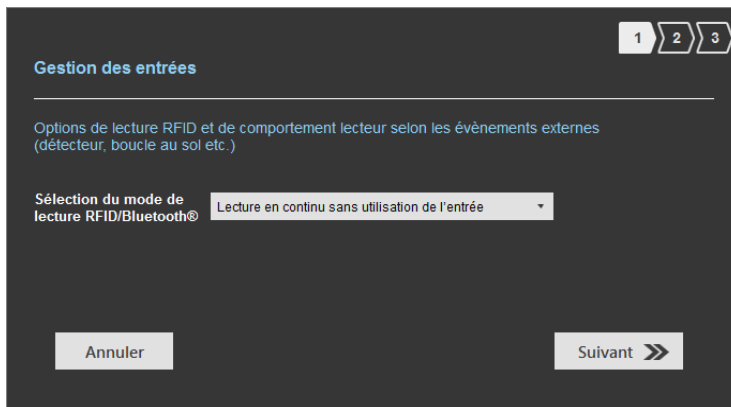 1 2 3
Gestion des entrées
Options de lecture RFID et de comportement lecteur selon les évènements externes
(détecteur, boucle au sol etc.)
Sélection du mode de
lecture RFID/Bluetooth®
Lecture en continu sans utilisation de l'entrée
Annuler
Suivant